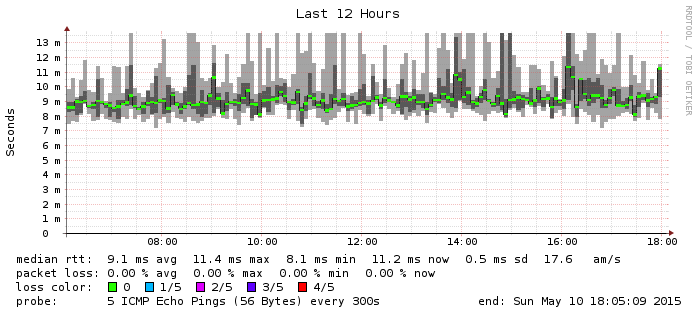 Last 12 Hours
RRDTOOL / TOBI OETIKER
Seconds
13 m
12 m
11 m
10 m
9 m
8 m
7 m
6 m
5 m
4 m
3 m
2 m
1 m
0
08:00 10:00 12:00 14:00 16:00 18:00
median rtt: 9.1 ms avg 11.4 ms max 8.1 ms min 11.2 ms now 0.5 ms sd 17.6 am/s
packet loss: 0.00 % avg 0.00 % max 0.00 % min 0.00 % now
loss color: 0 1/5 2/5 3/5 4/5
probe: 5 ICMP Echo Pings (56 Bytes) every 300s end: Sun May 10 18:05:09 2015